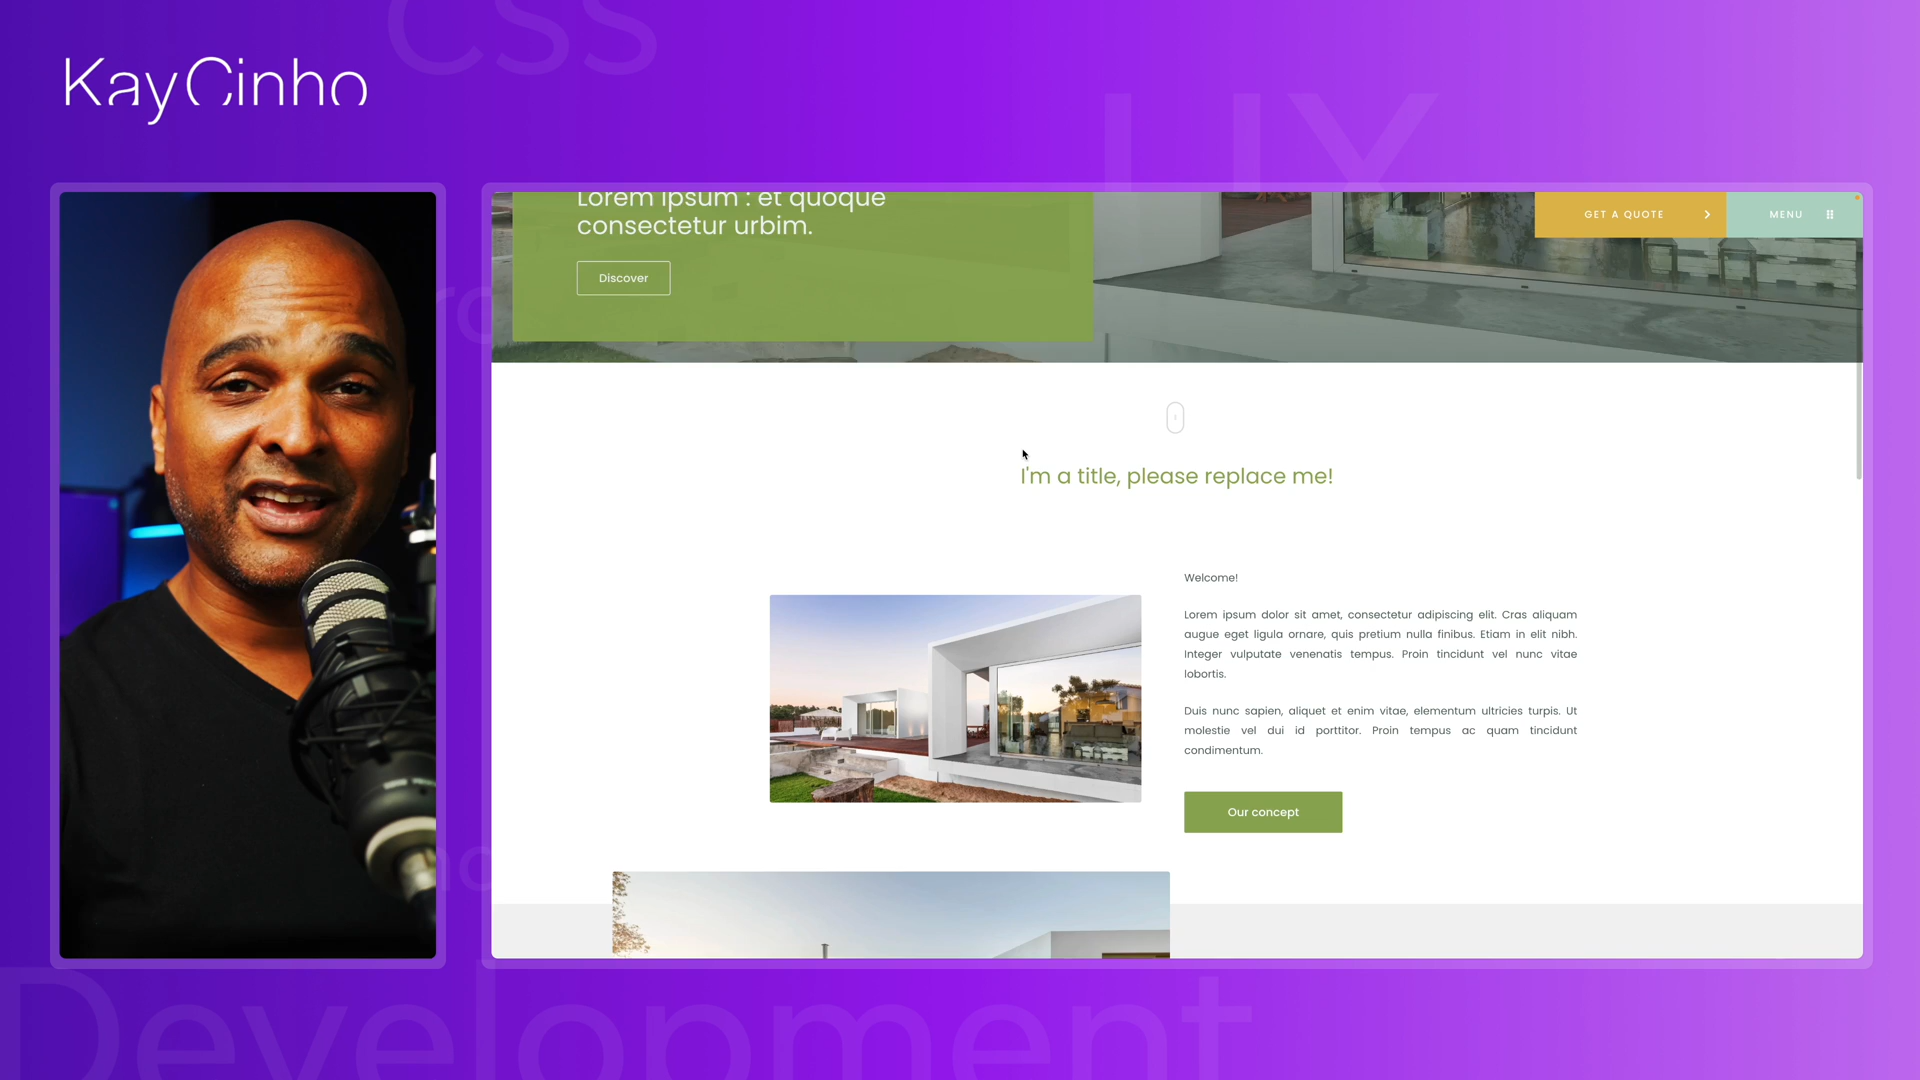 CSS
KayCinho
UX
Lorem ipsum : et quoque
consectetur urbim.
Discover
GET A QUOTE
MENU
I'm a title, please replace me!
Welcome!
Lorem ipsum dolor sit amet, consectetur adipiscing elit. Cras aliquam
augue eget ligula ornare, quis pretium nulla finibus. Etiam in elit nibh.
Integer vulputate venenatis tempus. Proin tincidunt vel nunc vitae
lobortis.
Duis nunc sapien, aliquet et enim vitae, elementum ultricies turpis. Ut
molestie vel dui id porttitor. Proin tempus ac quam tincidunt
condimentum.
Our concept
Development